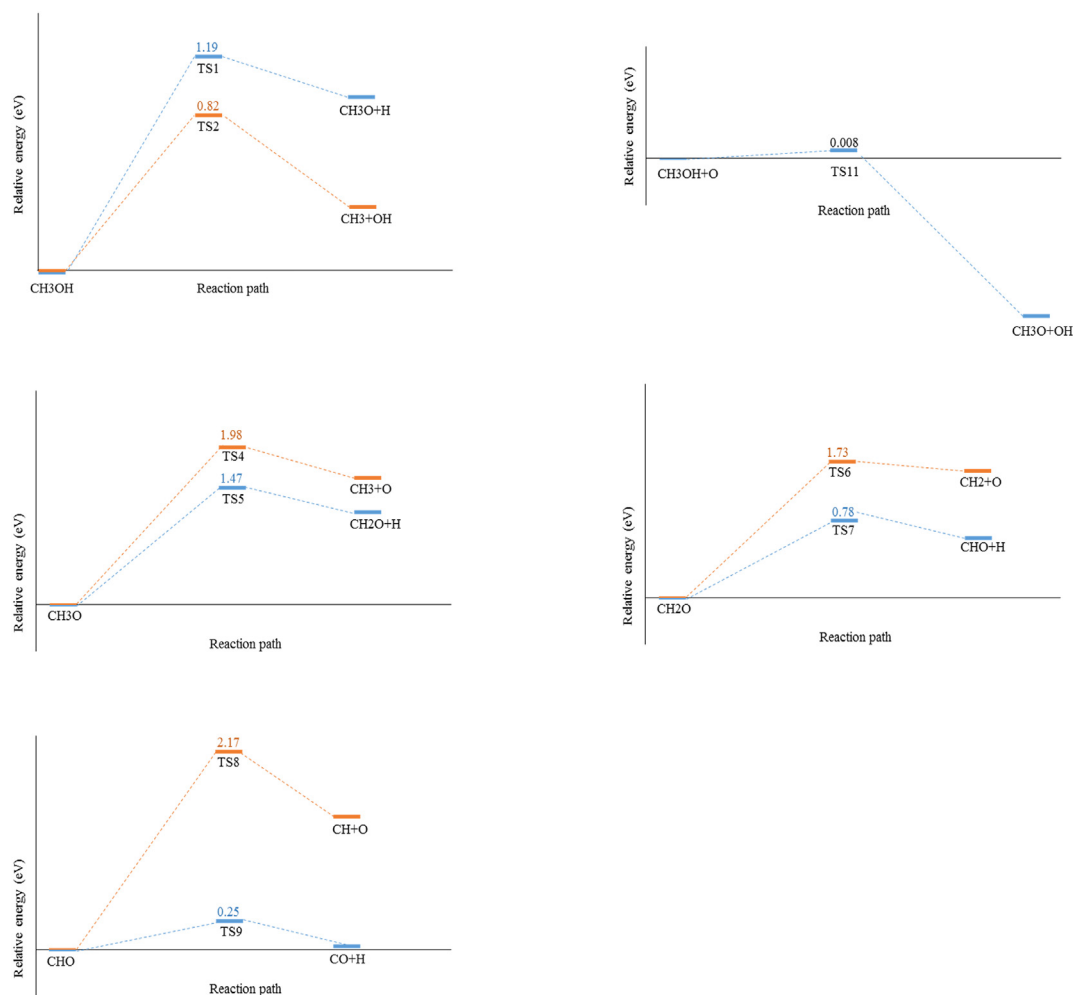 1.19
TS1
CH3O+H
0.82
TS2
CH3+OH
CH3OH
Reaction path
Relative energy (eV)
0.008
CH3OH+O
TS11
Reaction path
CH3O+OH
Relative energy (eV)
1.98
TS4
CH3+O
1.47
TS5
CH2O+H
CH3O
Reaction path
Relative energy (eV)
1.73
TS6
CH2+O
0.78
TS7
CHO+H
CH2O
Reaction path
Relative energy (eV)
2.17
TS8
CH+O
0.25
TS9
CHO
CO+H
Reaction path
Relative energy (eV)